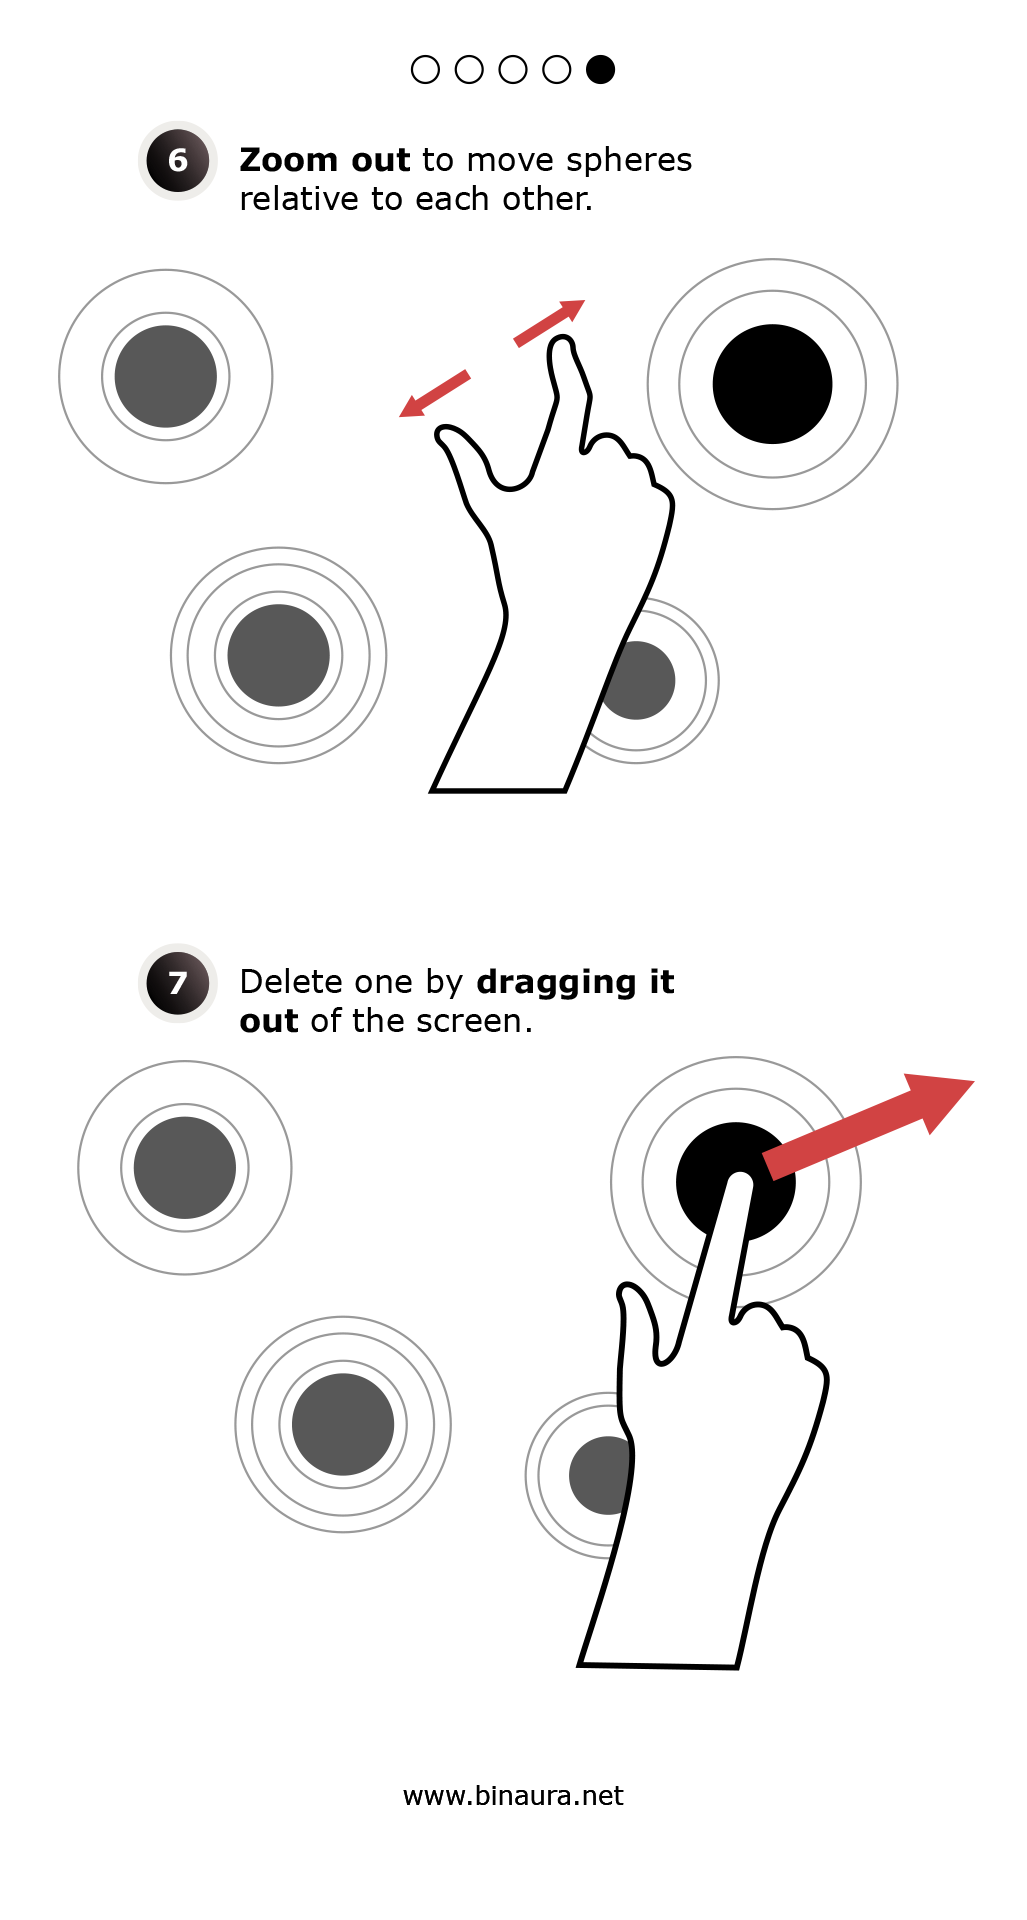 6
Zoom out to move spheres
relative to each other.
7
Delete one by dragging it
out of the screen.
www.binaura.net